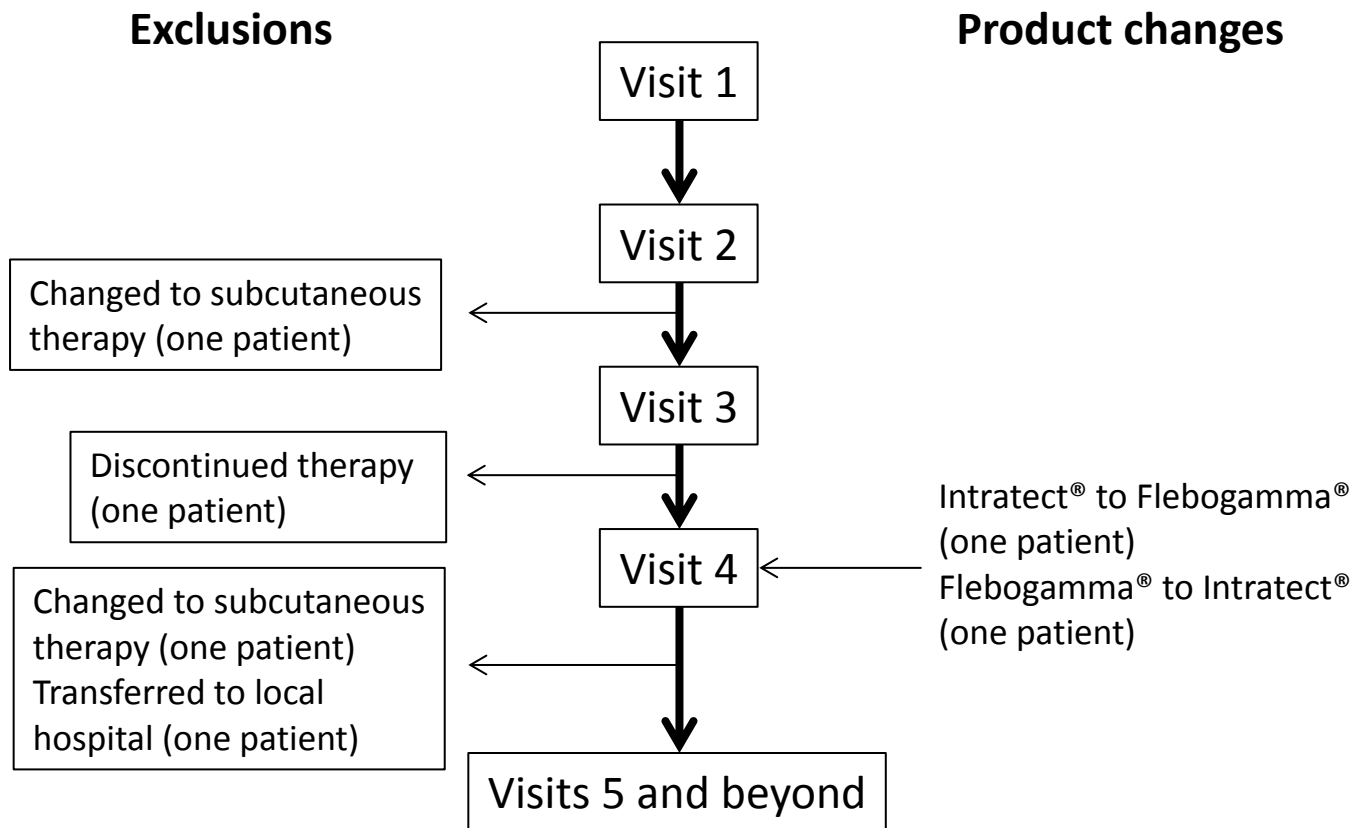 Exclusions
Product changes
Visit 1
Visit 2
Changed to subcutaneous
therapy (one patient)
Visit 3
Discontinued therapy
(one patient)
Intratect® to Flebogamma®
(one patient)
Flebogamma® to Intratect®
(one patient)
Visit 4
Changed to subcutaneous
therapy (one patient)
Transferred to local
hospital (one patient)
Visits 5 and beyond